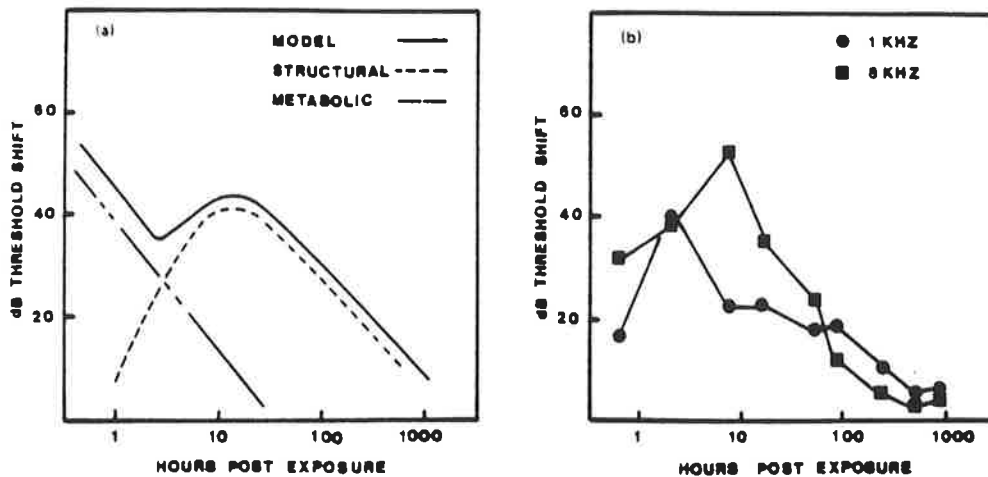 (a)
MODEL
STRUCTURAL
METABOLIC
60
40
20
dB THRESHOLD SHIFT
1 10 100 1000
HOURS POST EXPOSURE
(b)
1 KHZ
8 KHZ
60
40
20
dB THRESHOLD SHIFT
1 10 100 1000
HOURS POST EXPOSURE